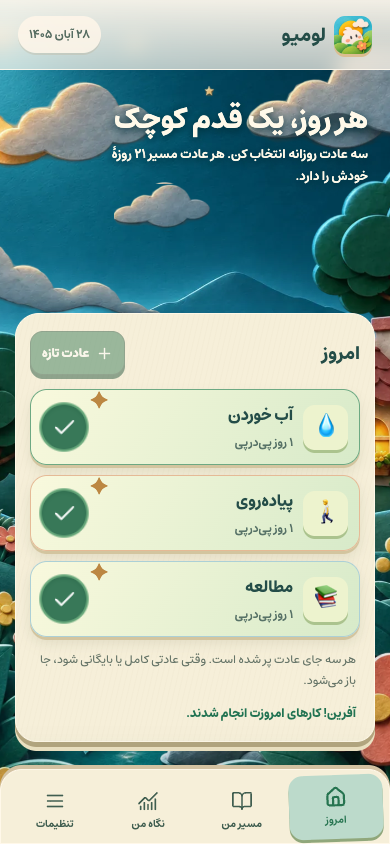 لومیو
۲۸ آبان ۱۴۰۵
هر روز، یک قدم کوچک
سه عادت روزانه انتخاب کن. هر عادت مسیر ۲۱ روزهٔ
خودش را دارد.
امروز
عادت تازه
آب خوردن
۱ روز پی‌درپی
پیاده‌روی
۱ روز پی‌درپی
مطالعه
۱ روز پی‌درپی
هر سه جای عادت پر شده است. وقتی عادتی کامل یا بایگانی شود، جا
باز می‌شود.
آفرین! کارهای امروزت انجام شدند.
امروز
مسیر من
نگاه من
تنظیمات